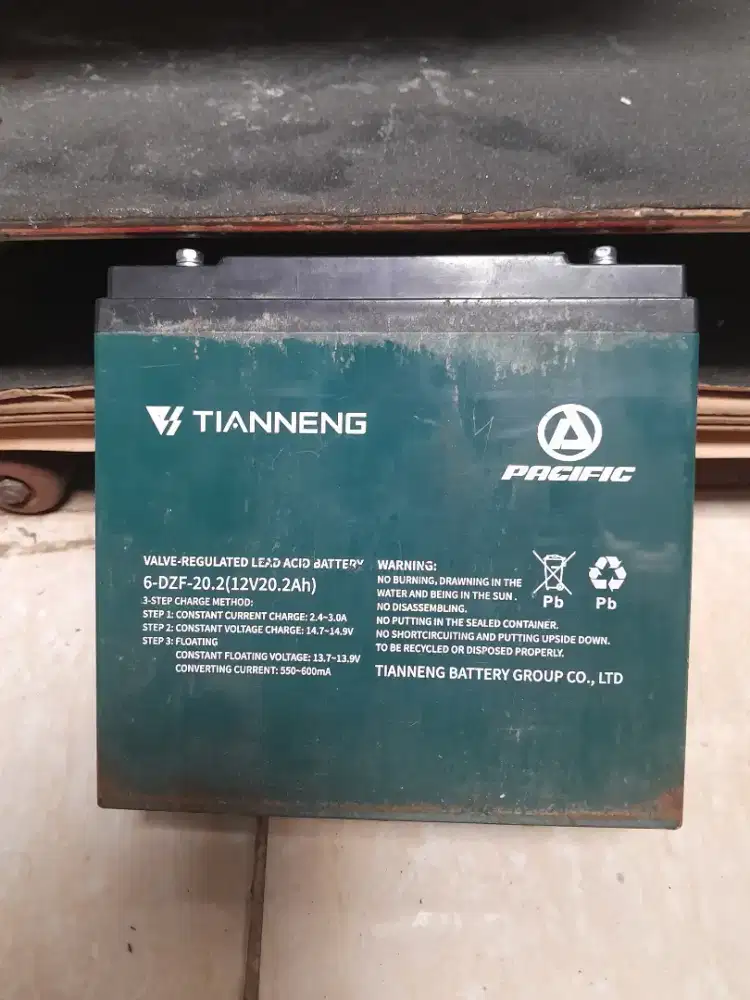 TIANNENG
PACIFIC
VALVE-REGULATED LEAD ACID BATTERY
6-DZF-20.2(12V20.2Ah)
3-STEP CHARGE METHOD:
STEP 1: CONSTANT CURRENT CHARGE: 2.4~3.0A
STEP 2: CONSTANT VOLTAGE CHARGE: 14.7~14.9V
STEP 3: FLOATING
CONSTANT FLOATING VOLTAGE: 13.7~13.9V
CONVERTING CURRENT: 550~600mA
WARNING:
NO BURNING, DRAWNING IN THE
WATER AND BEING IN THE SUN .
NO DISASSEMBLING.
NO PUTTING IN THE SEALED CONTAINER.
NO SHORTCIRCUITING AND PUTTING UPSIDE DOWN.
TO BE RECYCLED OR DISPOSED PROPERLY.
Pb Pb
TIANNENG BATTERY GROUP CO., LTD